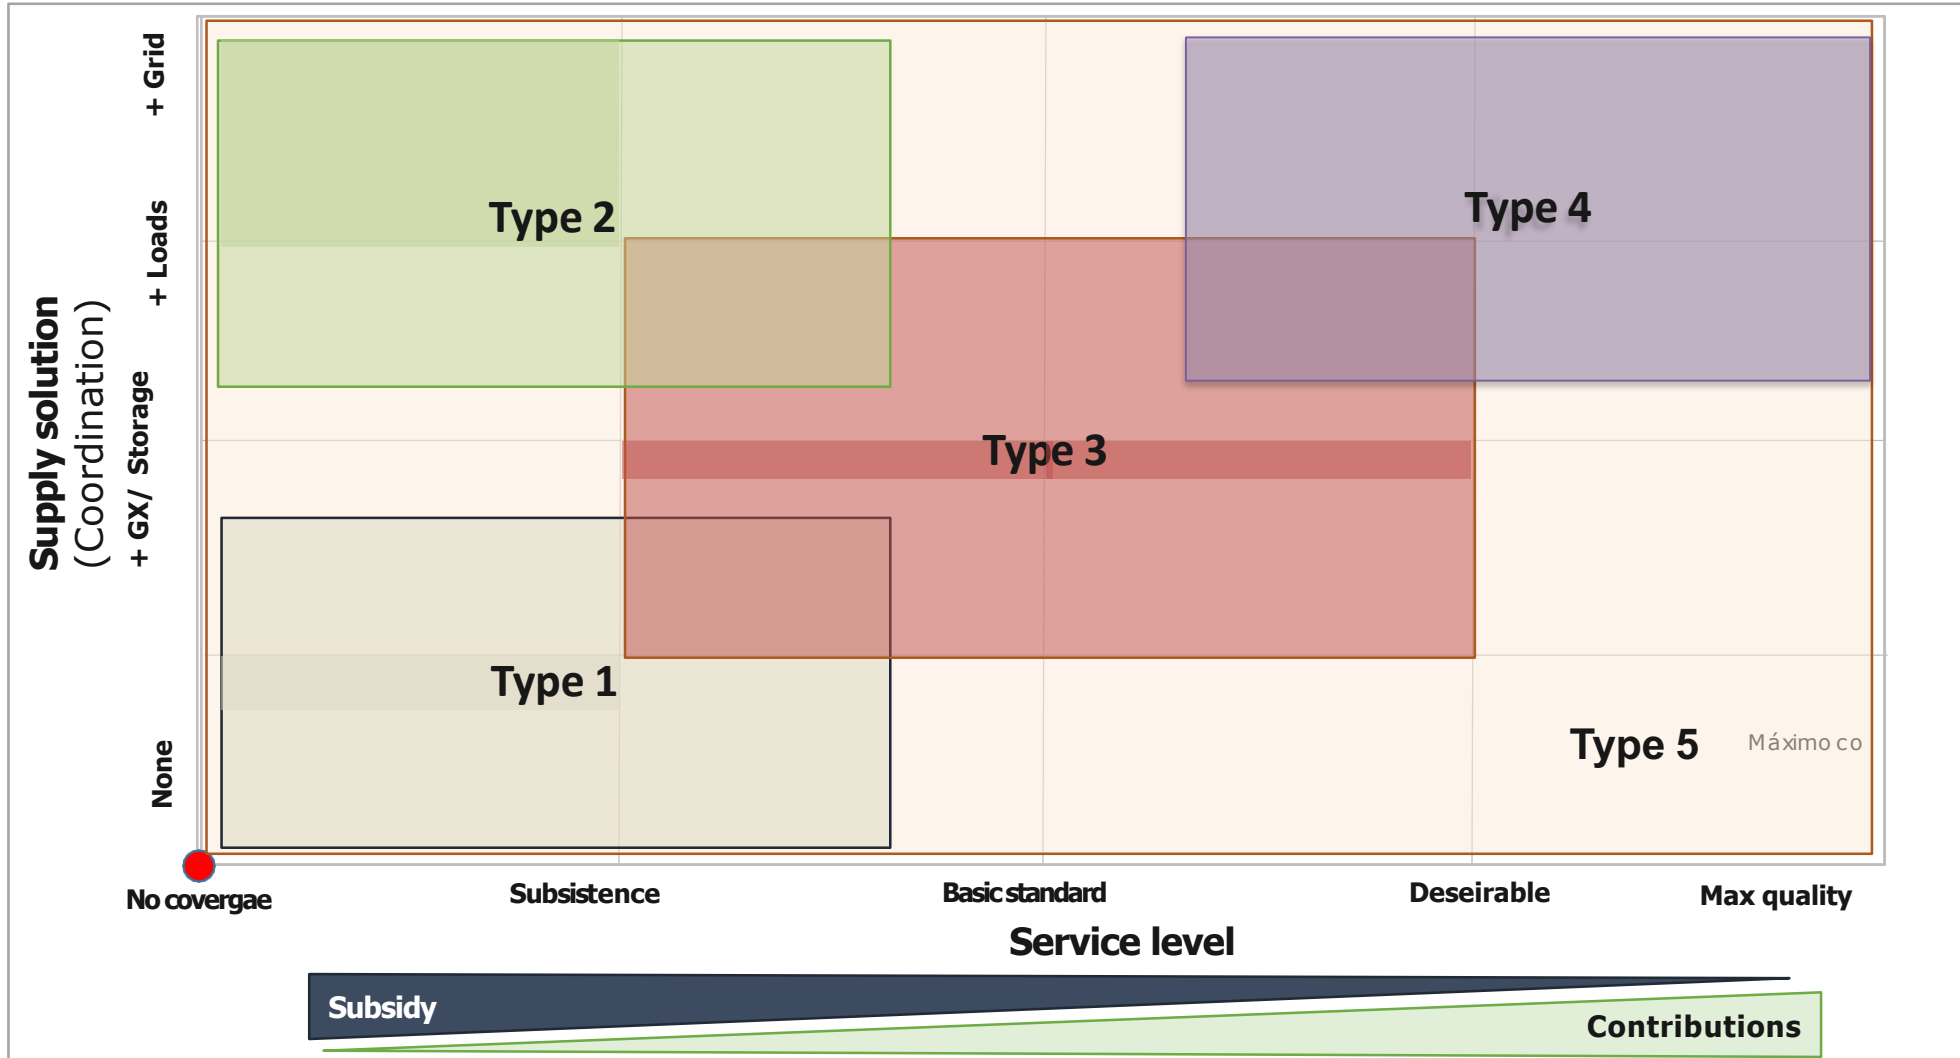 + Grid
+ Loads
+ GX/ Storage
None
Supply solution
(Coordination)
Type 2
Type 4
Type 3
Type 1
Type 5
Máximo co
No covergae
Subsistence
Basic standard
Deseirable
Max quality
Service level
Subsidy
Contributions